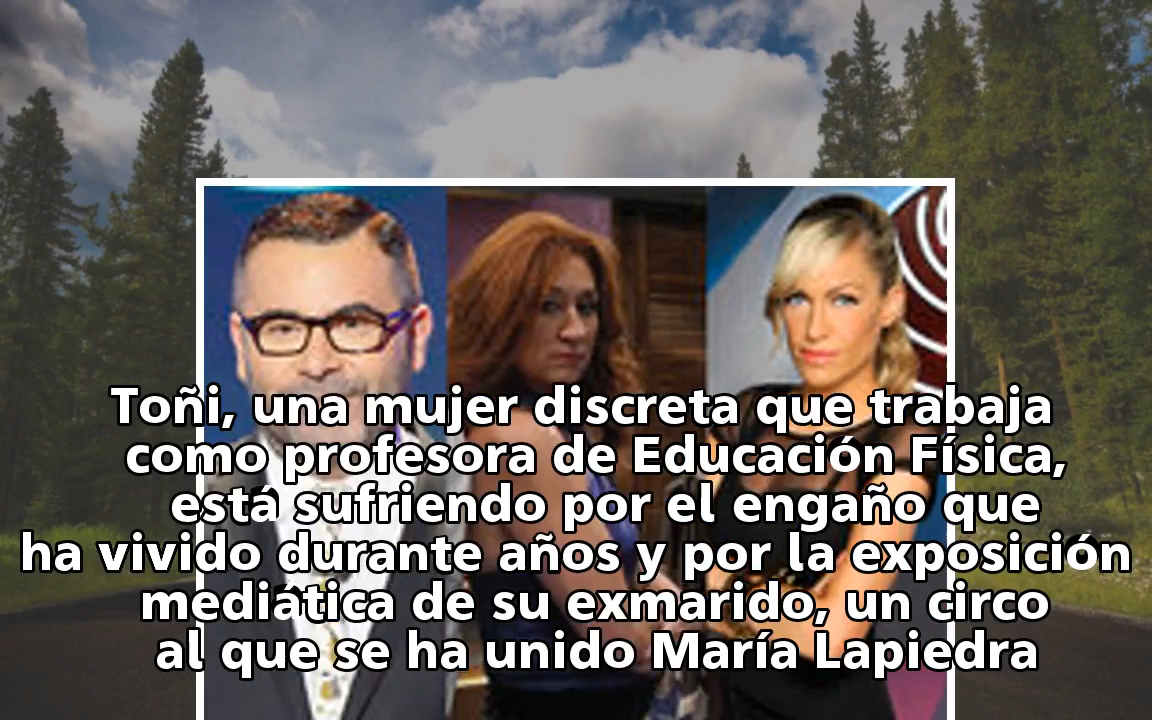 Toñi, una mujer discreta que trabaja
como profesora de Educación Física,
está sufriendo por el engaño que
ha vivido durante años y por la exposición
mediática de su exmarido, un circo
al que se ha unido María Lapiedra